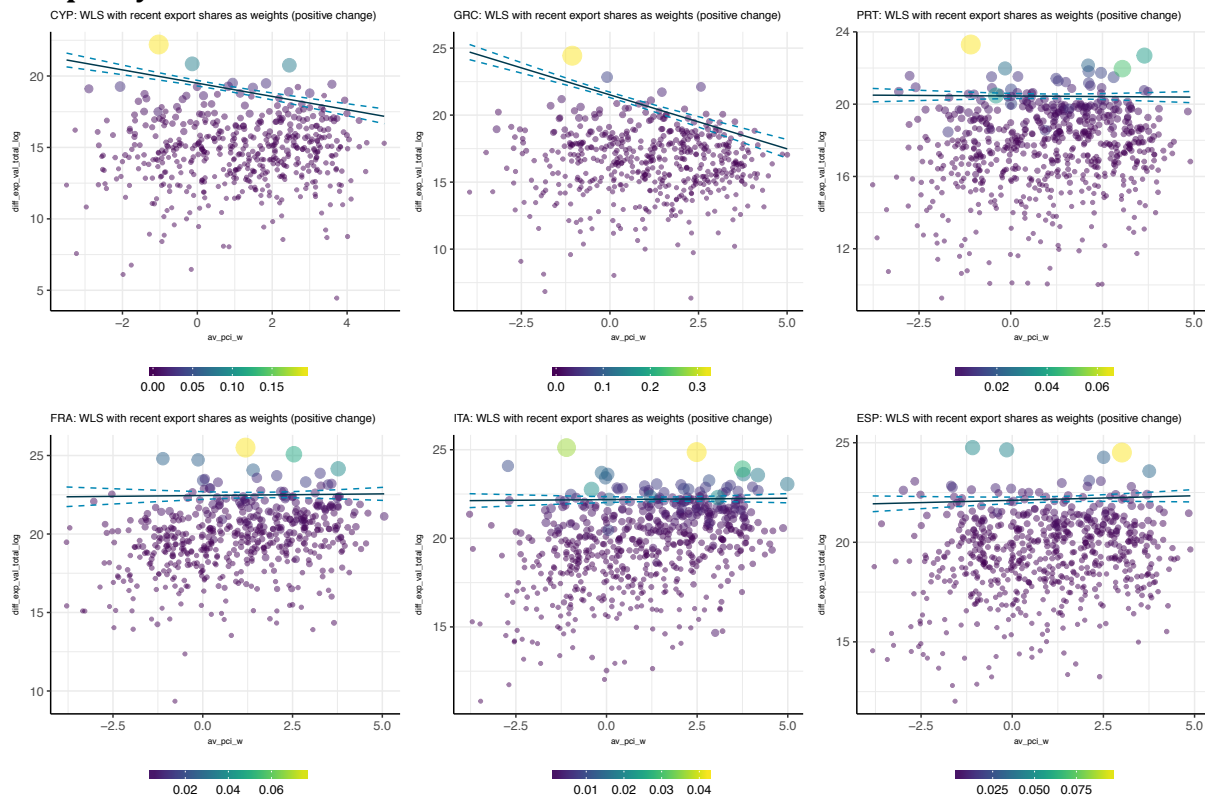 CYP: WLS with recent export shares as weights (positive change)
diff_exp_val_total_log
20
15
10
5
−2 0 2 4
av_pci_w
0.00 0.05 0.10 0.15
GRC: WLS with recent export shares as weights (positive change)
diff_exp_val_total_log
25
20
15
10
−2.5 0.0 2.5 5.0
av_pci_w
0.0 0.1 0.2 0.3
PRT: WLS with recent export shares as weights (positive change)
diff_exp_val_total_log
24
20
16
12
−2.5 0.0 2.5 5.0
av_pci_w
0.02 0.04 0.06
FRA: WLS with recent export shares as weights (positive change)
diff_exp_val_total_log
25
20
15
10
−2.5 0.0 2.5 5.0
av_pci_w
0.02 0.04 0.06
ITA: WLS with recent export shares as weights (positive change)
diff_exp_val_total_log
25
20
15
−2.5 0.0 2.5 5.0
av_pci_w
0.01 0.02 0.03 0.04
ESP: WLS with recent export shares as weights (positive change)
diff_exp_val_total_log
25
20
15
−2.5 0.0 2.5 5.0
av_pci_w
0.025 0.050 0.075